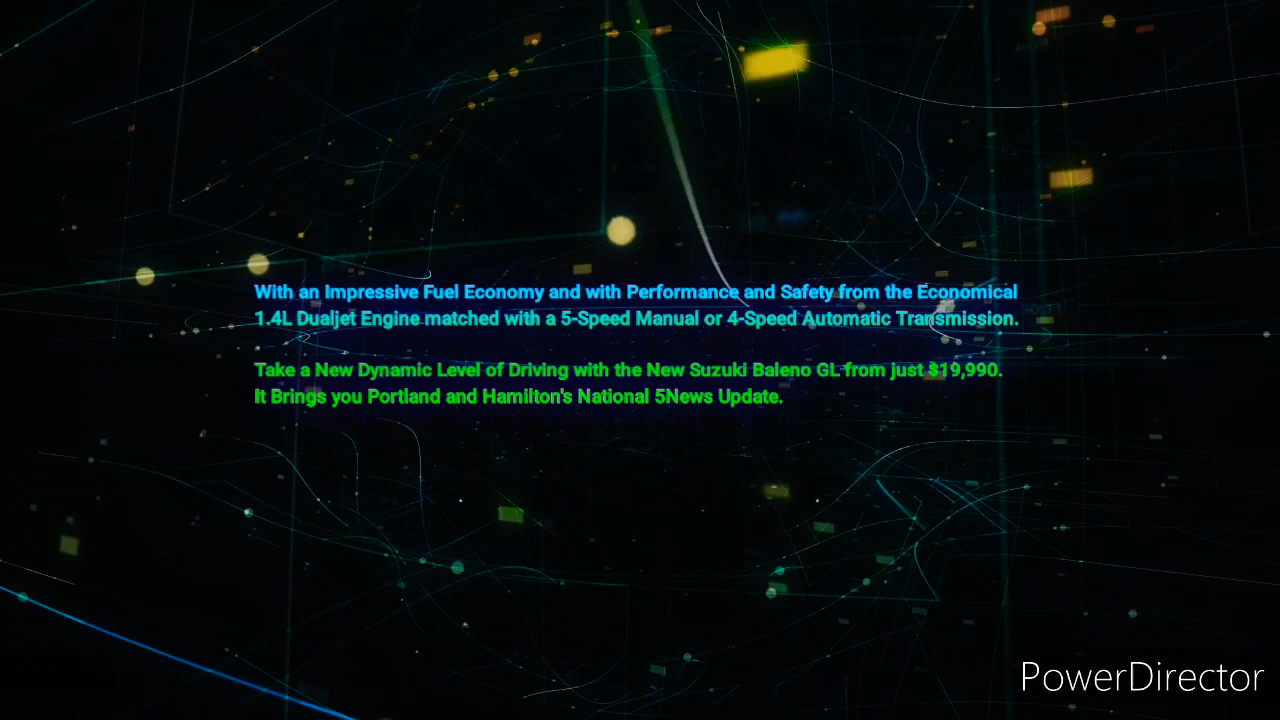 With an Impressive Fuel Economy and with Performance and Safety from the Economical
1.4L Dualjet Engine matched with a 5-Speed Manual or 4-Speed Automatic Transmission.
Take a New Dynamic Level of Driving with the New Suzuki Baleno GL from just $19,990.
It Brings you Portland and Hamilton's National 5News Update.
PowerDirector